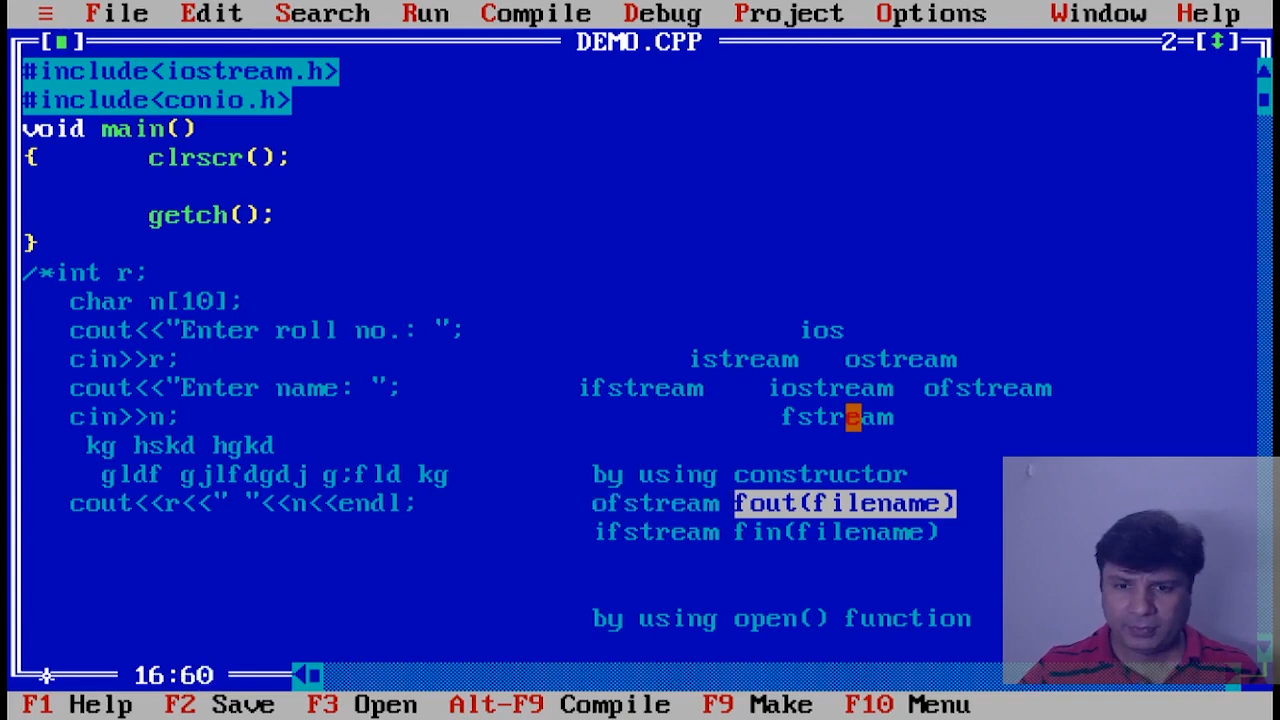 ≡ File Edit Search Run Compile Debug Project Options Window Help
[■] DEMO.CPP 2=[↕]
#include<iostream.h>
#include<conio.h>
void main()
{ clrscr();
getch();
}
/*int r;
char n[10];
cout<<"Enter roll no.: "; ios
cin>>r; istream ostream
cout<<"Enter name: "; ifstream iostream ofstream
cin>>n; fstream
kg hskd hgkd
gldf gjlfdgdj g;fld kg by using constructor
cout<<r<<" "<<n<<endl; ofstream fout(filename)
ifstream fin(filename)
by using open() function
16:60
F1 Help F2 Save F3 Open Alt-F9 Compile F9 Make F10 Menu